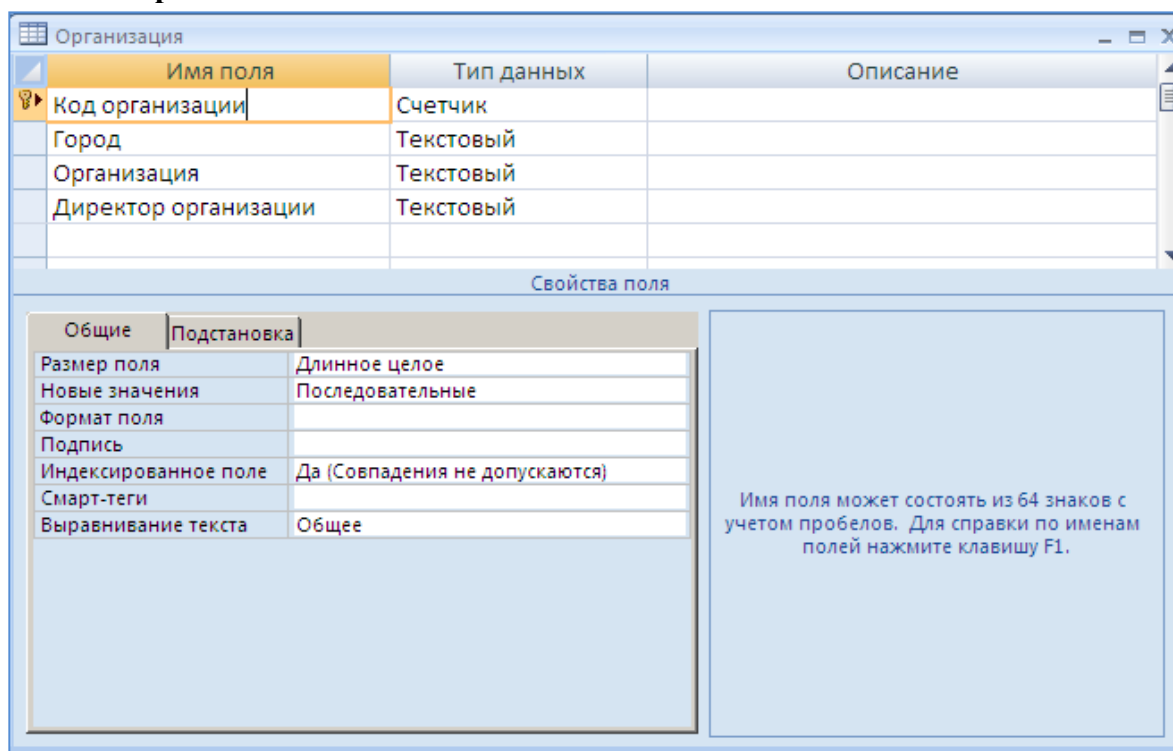 Организация
Имя поля Тип данных Описание
Код организации Счетчик
Город Текстовый
Организация Текстовый
Директор организации Текстовый
Свойства поля
Общие Подстановка
Размер поля Длинное целое
Новые значения Последовательные
Формат поля
Подпись
Индексированное поле Да (Совпадения не допускаются)
Смарт-теги
Выравнивание текста Общее
Имя поля может состоять из 64 знаков с
учетом пробелов. Для справки по именам
полей нажмите клавишу F1.